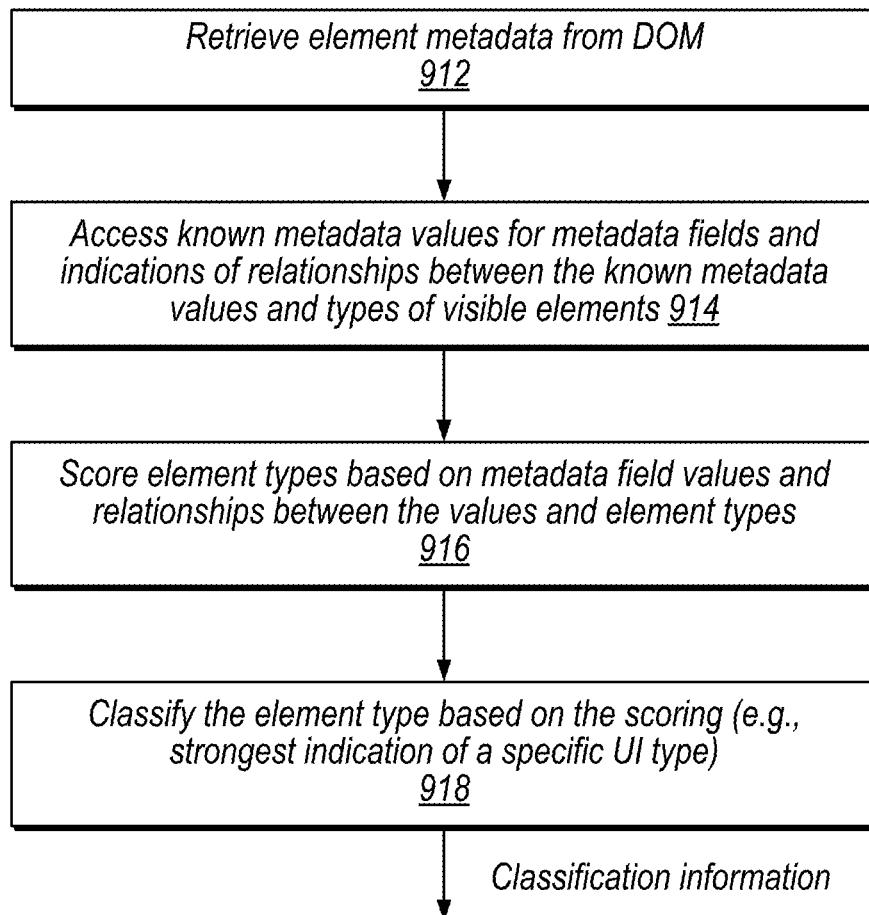 Retrieve element metadata from DOM
912
Access known metadata values for metadata fields and
indications of relationships between the known metadata
values and types of visible elements 914
Score element types based on metadata field values and
relationships between the values and element types
916
Classify the element type based on the scoring (e.g.,
strongest indication of a specific UI type)
918
Classification information